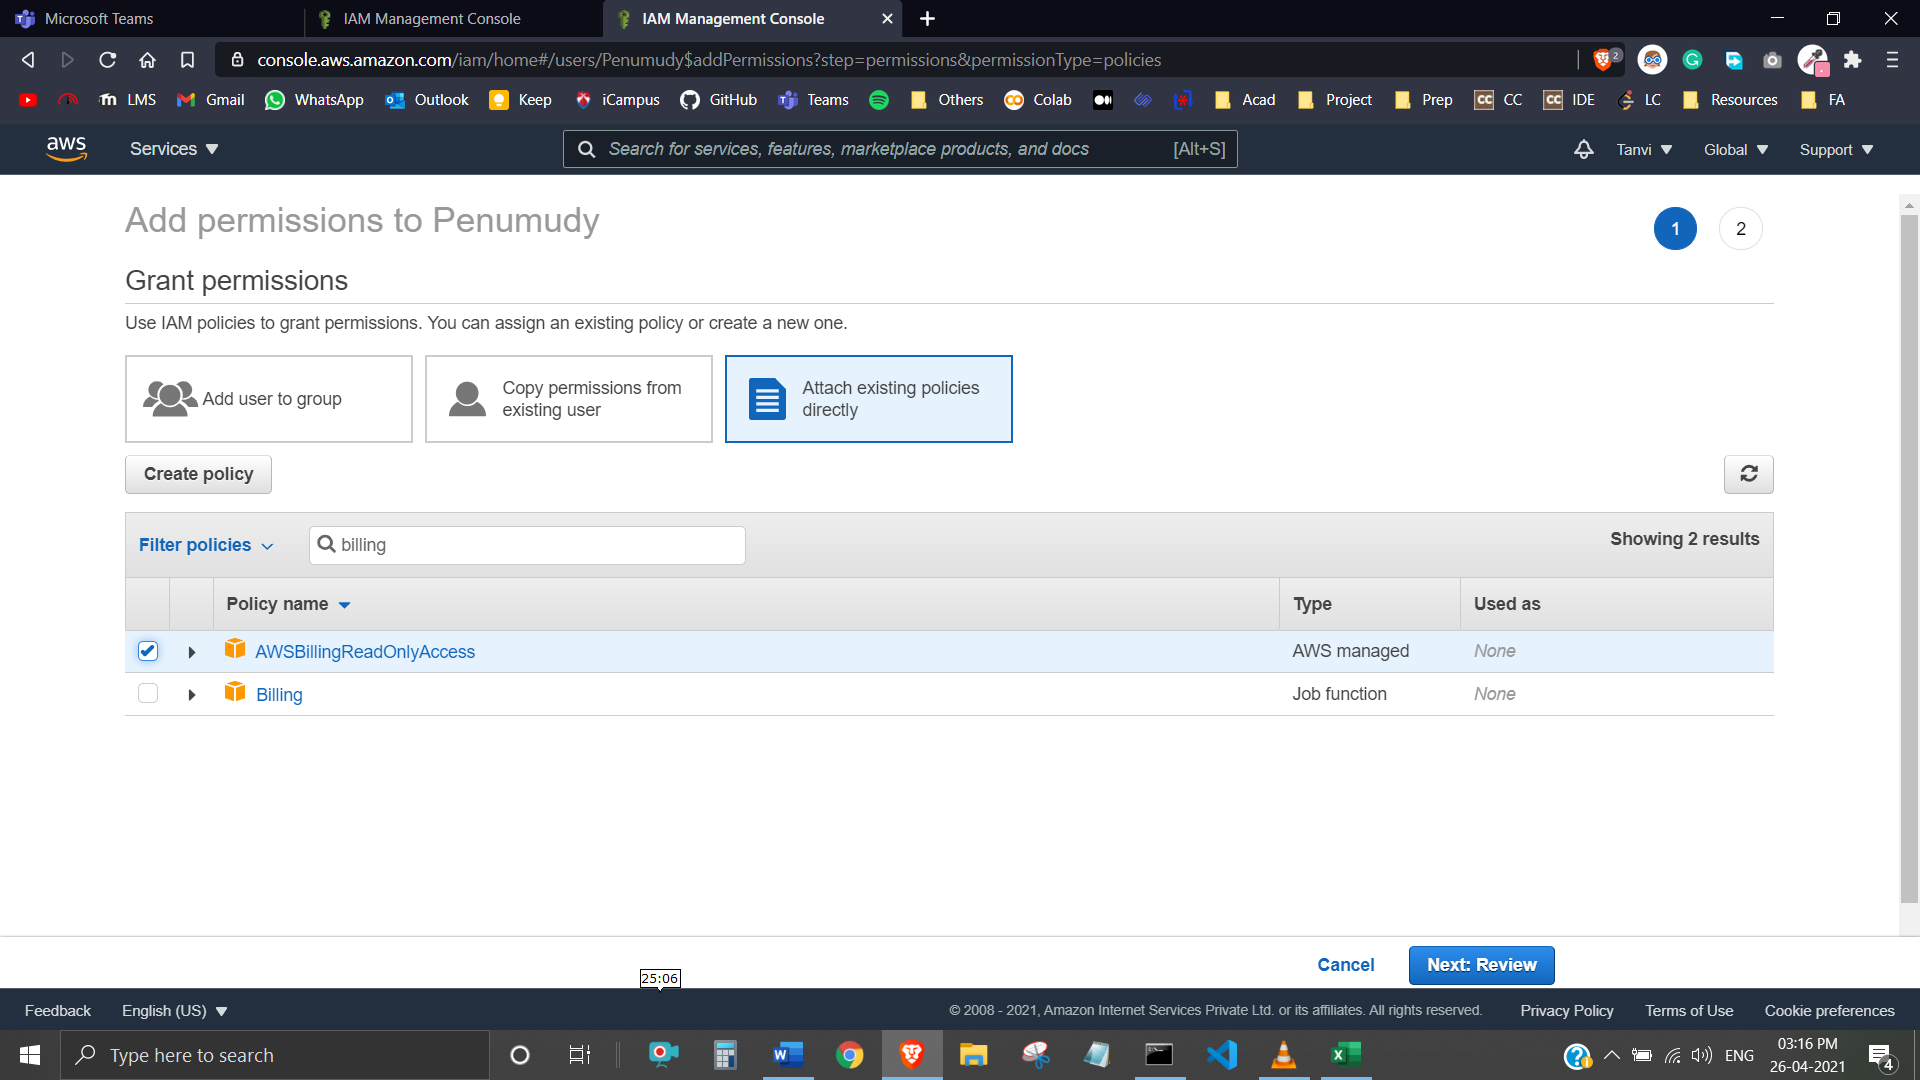 Microsoft Teams
IAM Management Console
IAM Management Console
console.aws.amazon.com/iam/home#/users/Penumudy$addPermissions?step=permissions&permissionType=policies
2
LMS Gmail WhatsApp Outlook Keep iCampus GitHub Teams Others Colab Acad Project Prep CC CC CC IDE LC Resources FA
aws Services Search for services, features, marketplace products, and docs [Alt+S] Tanvi Global Support
Add permissions to Penumudy
1 2
Grant permissions
Use IAM policies to grant permissions. You can assign an existing policy or create a new one.
Add user to group
Copy permissions from
existing user
Attach existing policies
directly
Create policy
Filter policies billing Showing 2 results
Policy name Type Used as
AWSBillingReadOnlyAccess AWS managed None
Billing Job function None
Cancel Next: Review
25:06
Feedback English (US) © 2008 - 2021, Amazon Internet Services Private Ltd. or its affiliates. All rights reserved. Privacy Policy Terms of Use Cookie preferences
Type here to search
ENG
03:16 PM
26-04-2021
4